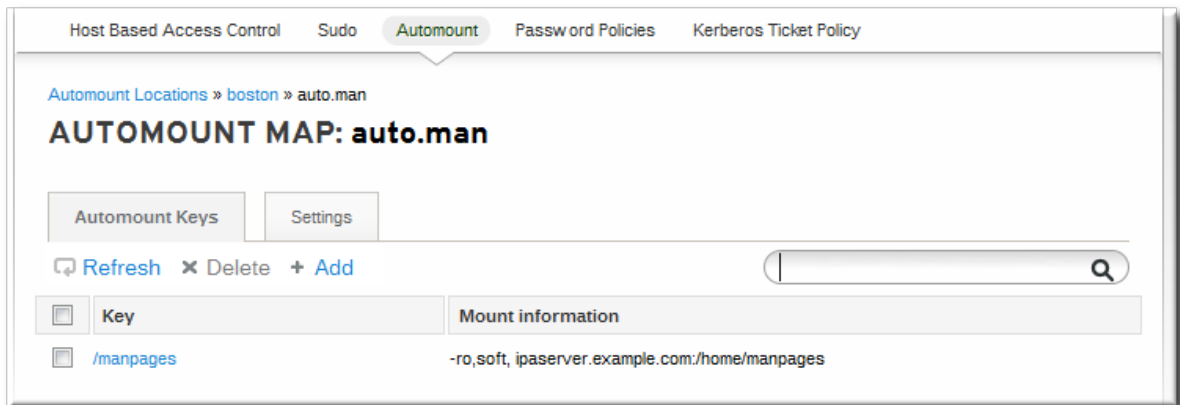 Host Based Access Control Sudo Automount Password Policies Kerberos Ticket Policy
Automount Locations » boston » auto.man
AUTOMOUNT MAP: auto.man
Automount Keys Settings
Refresh Delete Add
Key Mount information
/manpages -ro,soft, ipaserver.example.com:/home/manpages